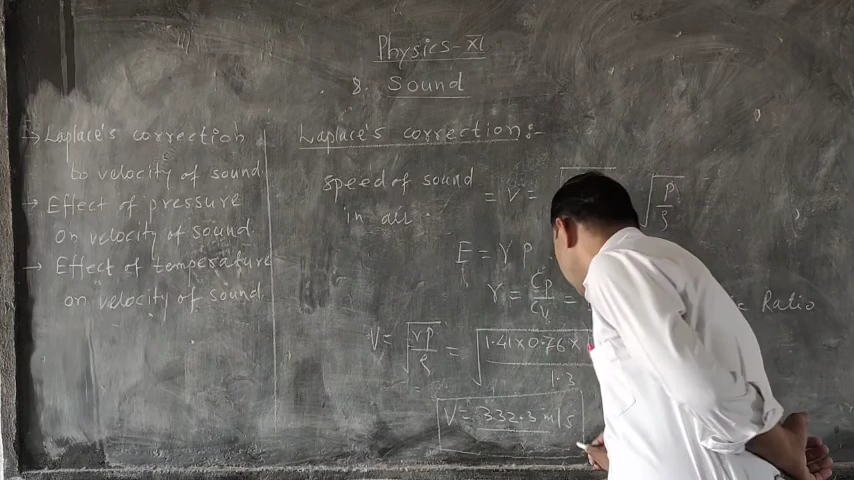 Physics-XI
8. Sound
→ Laplace's correction
to velocity of sound
→ Effect of pressure
on velocity of sound.
→ Effect of temperature
on velocity of sound.
Laplace's correction:-
speed of sound
in air.
= v =
√(P/ρ)
E = γ P
γ = Cp/Cv =
Ratio
V = √(γP/ρ) = √(1.41×0.76×
1.3
V = 332.3 m/s